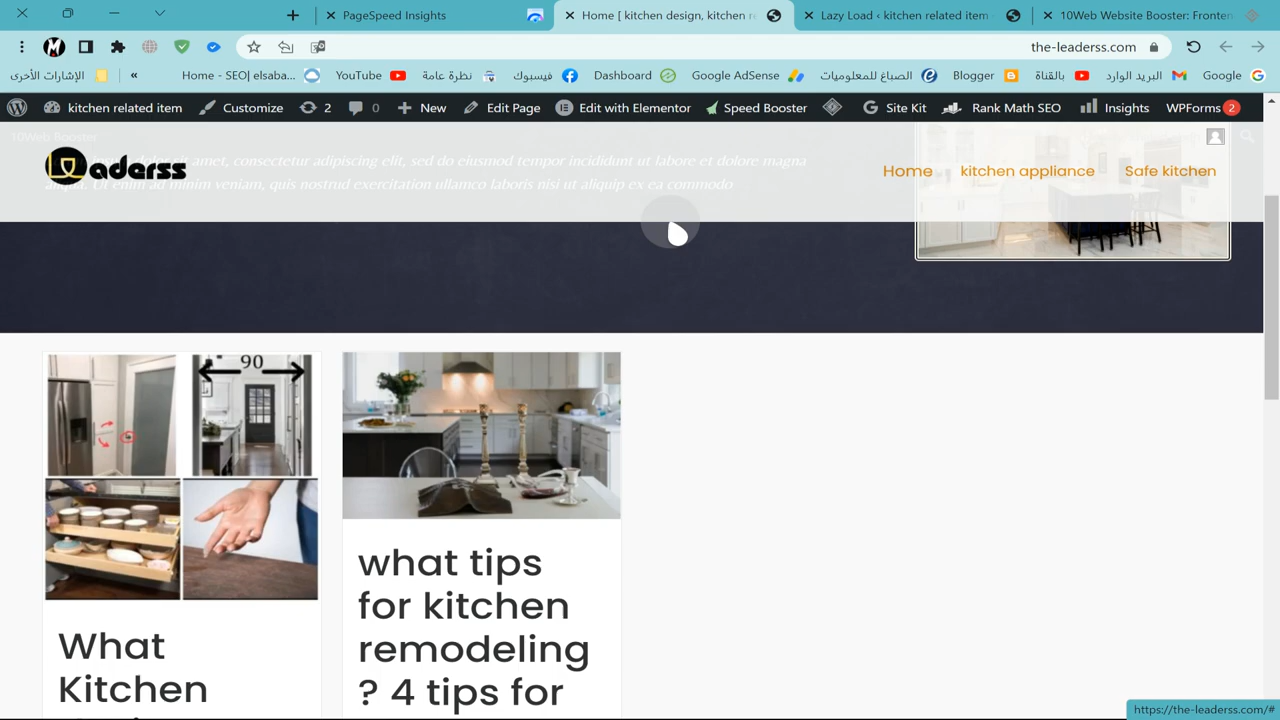 PageSpeed Insights
Home [ kitchen design, kitchen r
Lazy Load ‹ kitchen related item
10Web Website Booster: Fronten
the-leaderss.com
الإشارات الأخرى
«
Home - SEO| elsaba...
YouTube
نظرة عامة
فيسبوك
Dashboard
Google AdSense
الصباغ للمعلوميات
Blogger
بالقناة
البريد الوارد
Google
kitchen related item
2
0
New
Customize
Edit Page
Edit with Elementor
Speed Booster
Site Kit
Rank Math SEO
Insights
WPForms 2
10Web Booster
dolor sit amet, consectetur adipiscing elit, sed do eiusmod tempor incididunt ut labore et dolore magna
aliqua. Ut enim ad minim veniam, quis nostrud exercitation ullamco laboris nisi ut aliquip ex ea commodo
aderss
Home
kitchen appliance
Safe kitchen
90
What
Kitchen
what tips
for kitchen
remodeling
? 4 tips for
https://the-leaderss.com/#